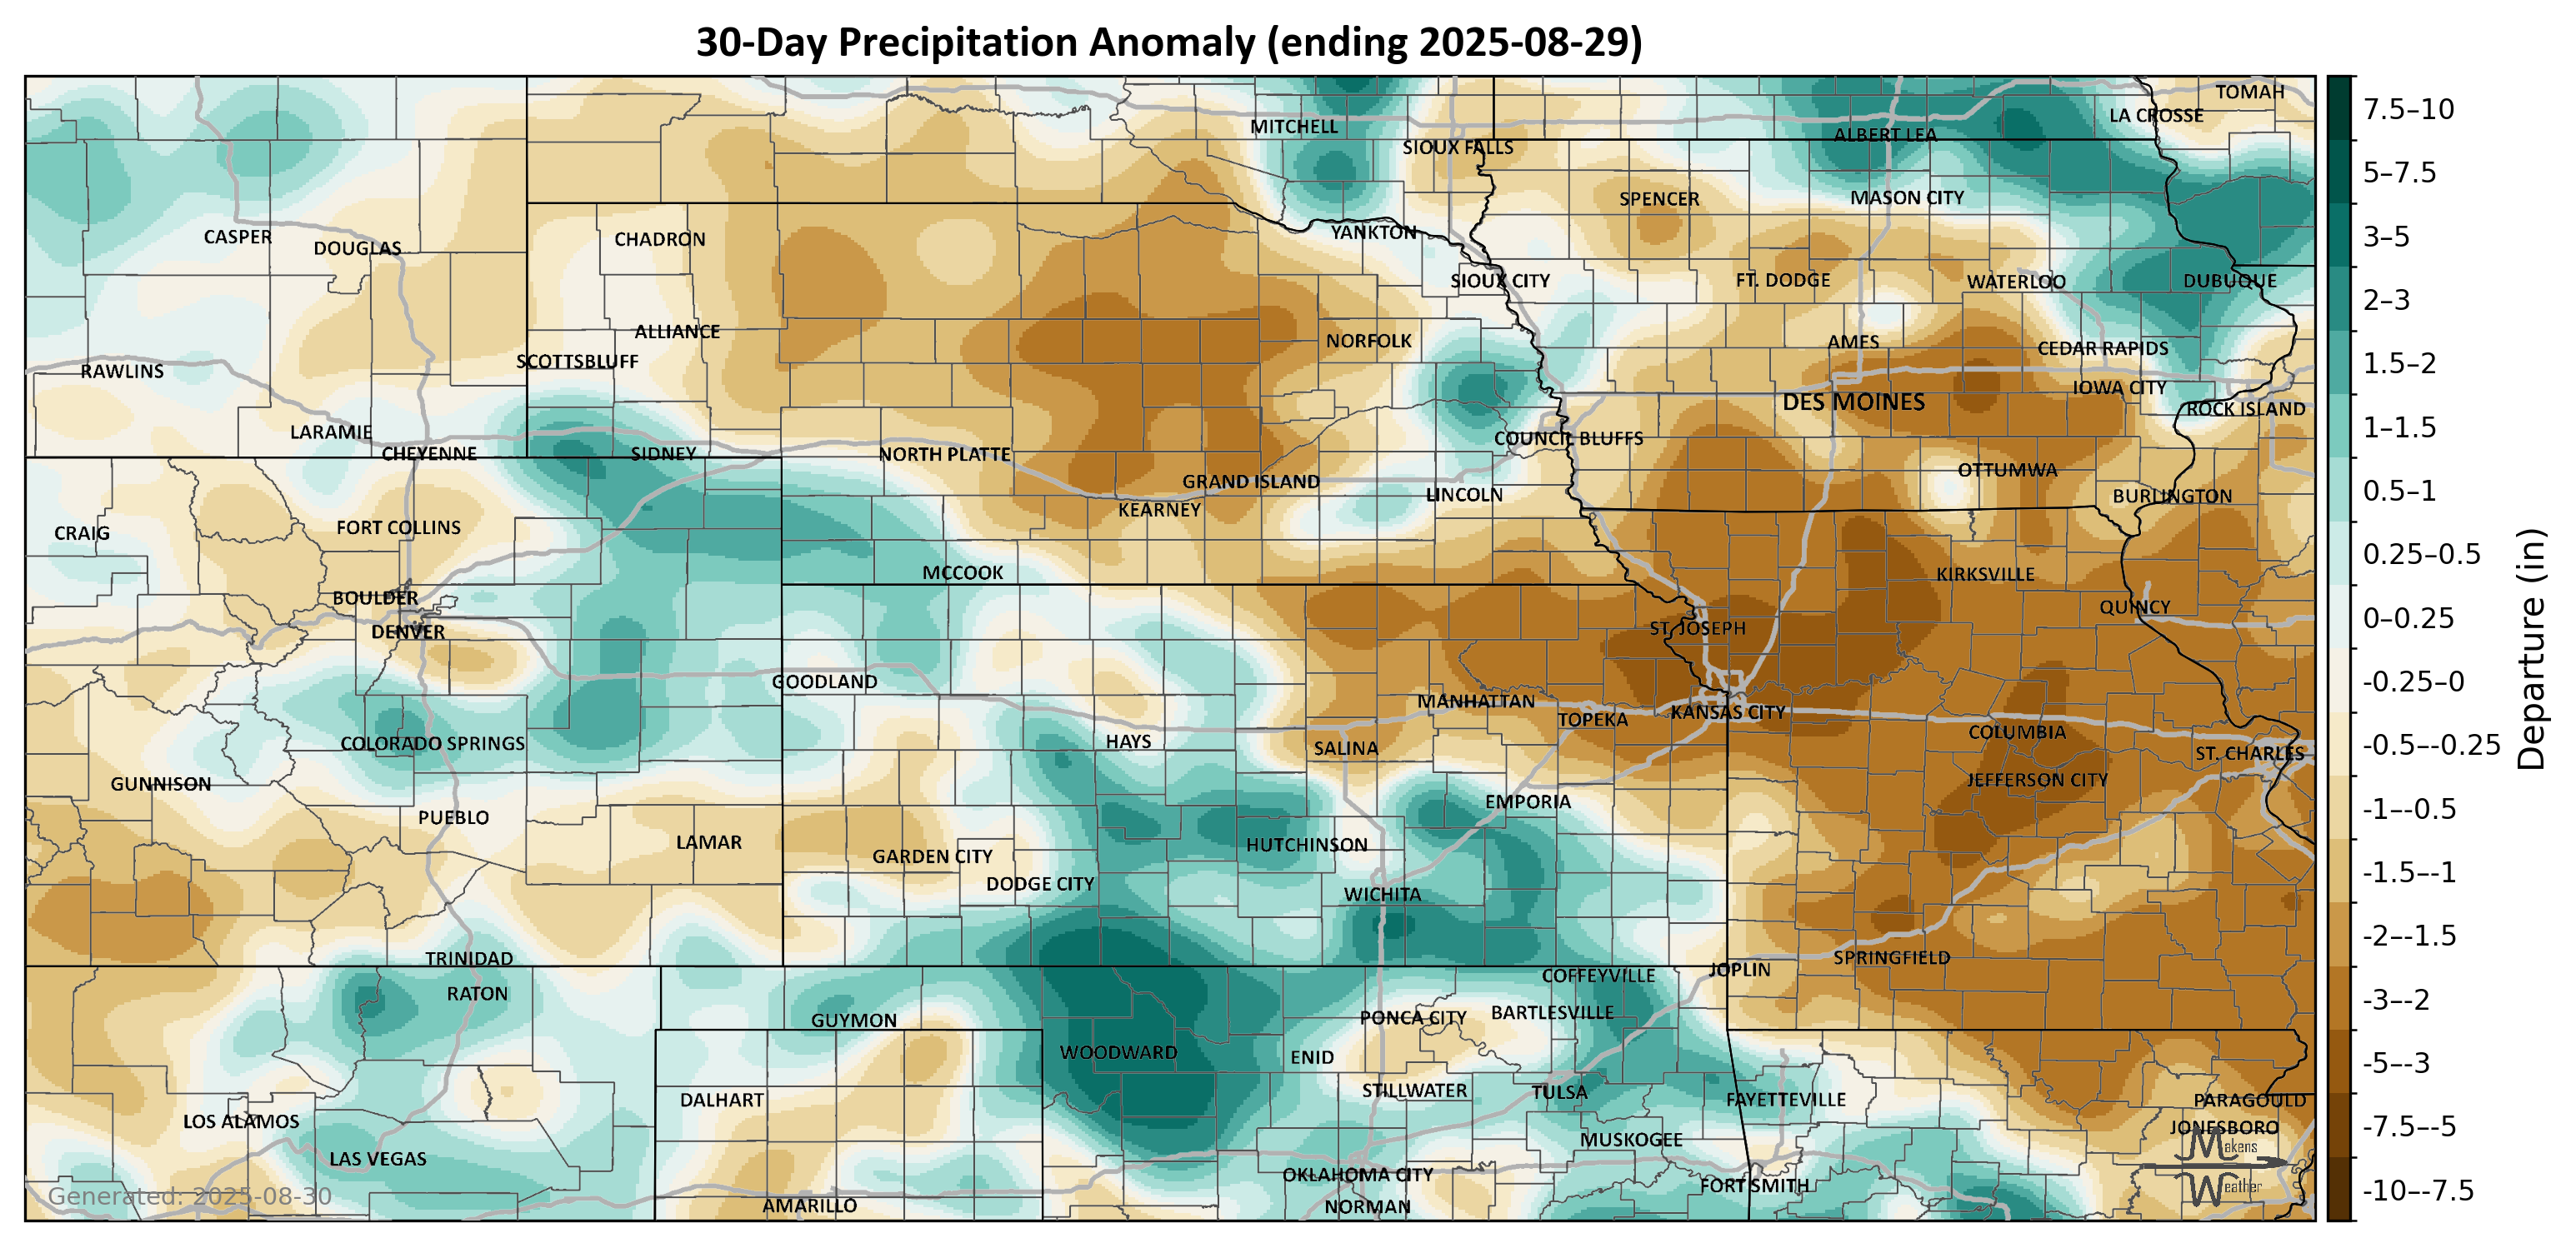 30-Day Precipitation Anomaly (ending 2025-08-29)
TOMAH
LA CROSSE
MITCHELL
ALBERT LEA
SIOUX FALLS
SPENCER
MASON CITY
YANKTON
CASPER
DOUGLAS
CHADRON
SIOUX CITY
FT. DODGE
WATERLOO
DUBUQUE
ALLIANCE
NORFOLK
AMES
CEDAR RAPIDS
SCOTTSBLUFF
RAWLINS
IOWA CITY
DES MOINES
ROCK ISLAND
LARAMIE
COUNCIL BLUFFS
CHEYENNE
SIDNEY
NORTH PLATTE
OTTUMWA
GRAND ISLAND
LINCOLN
BURLINGTON
KEARNEY
CRAIG
FORT COLLINS
MCCOOK
KIRKSVILLE
BOULDER
QUINCY
DENVER
ST. JOSEPH
GOODLAND
MANHATTAN
TOPEKA
KANSAS CITY
COLUMBIA
COLORADO SPRINGS
HAYS
SALINA
ST. CHARLES
GUNNISON
JEFFERSON CITY
EMPORIA
PUEBLO
LAMAR
HUTCHINSON
GARDEN CITY
DODGE CITY
WICHITA
TRINIDAD
SPRINGFIELD
JOPLIN
COFFEYVILLE
RATON
BARTLESVILLE
PONCA CITY
GUYMON
WOODWARD
ENID
STILLWATER
TULSA
DALHART
FAYETTEVILLE
PARAGOULD
LOS ALAMOS
JONESBORO
MUSKOGEE
Makens
LAS VEGAS
OKLAHOMA CITY
FORT SMITH
Weather
Generated: 2025-08-30
AMARILLO
NORMAN
7.5–10
5–7.5
3–5
2–3
1.5–2
1–1.5
0.5–1
0.25–0.5
0–0.25
-0.25–0
-0.5–-0.25
-1–-0.5
-1.5–-1
-2–-1.5
-3–-2
-5–-3
-7.5–-5
-10–-7.5
Departure (in)